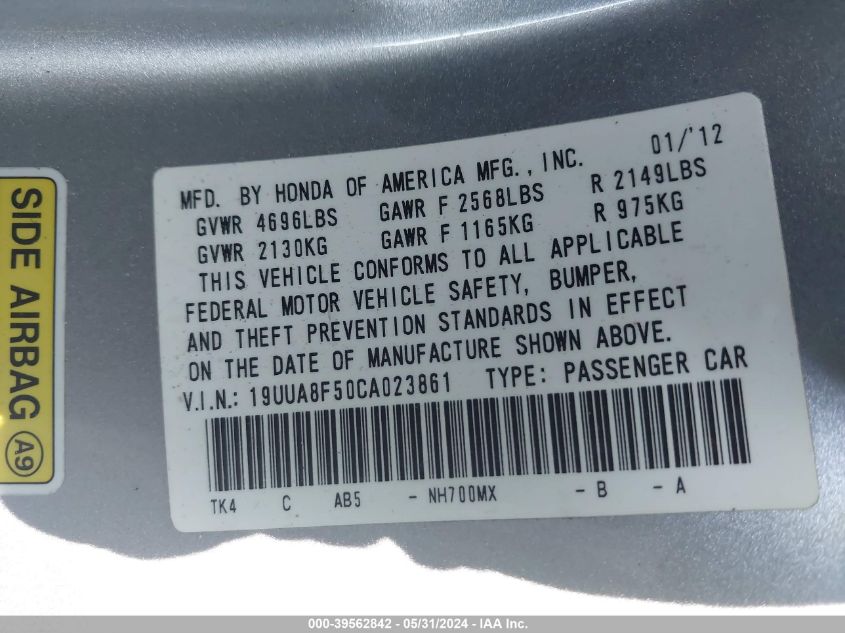 01/'12
MFD. BY HONDA OF AMERICA MFG., INC.
GVWR 4696LBS GAWR F 2568LBS R 2149LBS
GVWR 2130KG GAWR F 1165KG R 975KG
THIS VEHICLE CONFORMS TO ALL APPLICABLE
FEDERAL MOTOR VEHICLE SAFETY, BUMPER,
AND THEFT PREVENTION STANDARDS IN EFFECT
ON THE DATE OF MANUFACTURE SHOWN ABOVE.
V.I.N.: 19UUA8F50CA023861 TYPE: PASSENGER CAR
TK4 C AB5 - NH700MX - B - A
SIDE AIRBAG A9
000-39562842 / 05/31/2024 - IAA Inc.